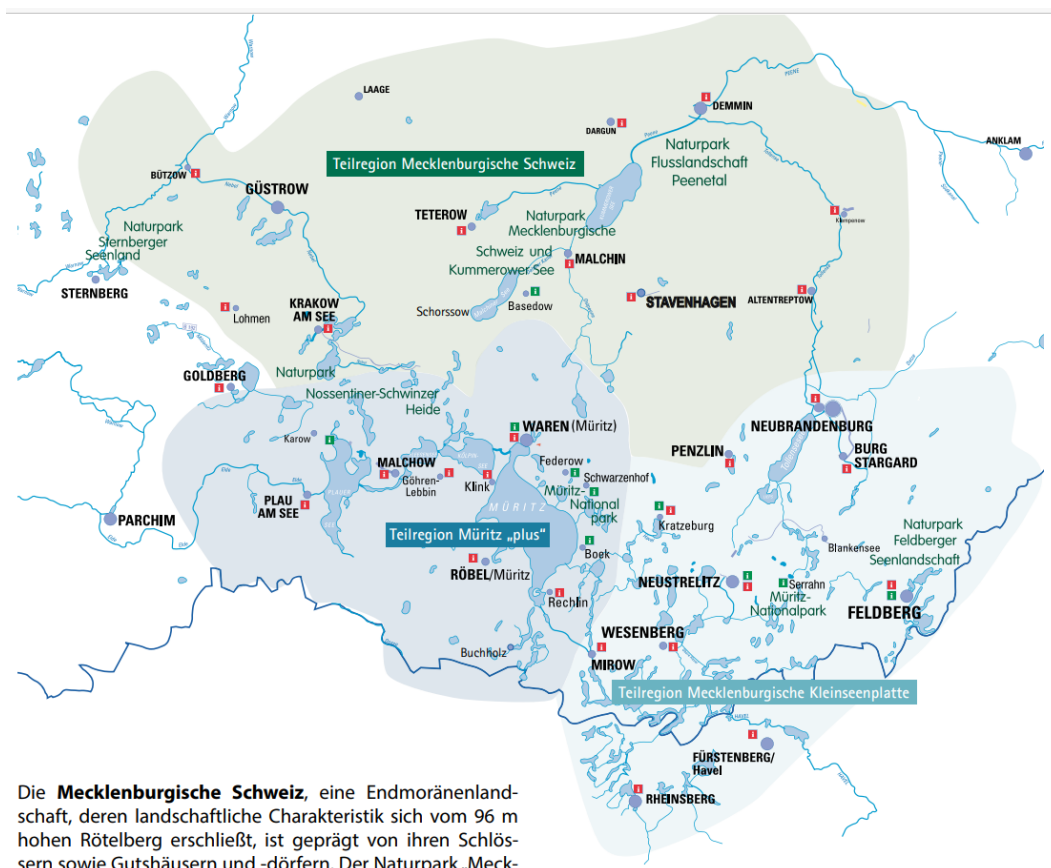 LAAGE
DEMMIN
DARGUN
ANKLAM
PEENE
Naturpark
Flusslandschaft
Peenetal
Teilregion Mecklenburgische Schweiz
BÜTZOW
GÜSTROW
TETEROW
Naturpark
Mecklenburgische
Schweiz und
Kummerower See
MALCHIN
Naturpark
Sternberger
Seenland
STERNBERG
Lohmen
KRAKOW
AM SEE
Schorssow
Basedow
STAVENHAGEN
ALTENTREPTOW
Klempenow
GOLDBERG
Naturpark
Nossentiner-Schwinzer
Heide
Karow
WAREN (Müritz)
NEUBRANDENBURG
BURG
STARGARD
PENZLIN
Federow
Schwarzenhof
MALCHOW
Göhren-
Lebbin
Klink
Müritz-
National
park
PLAUER
SEE
MÜRITZ
PLAU
AM SEE
PARCHIM
Kratzeburg
Teilregion Müritz „plus“
Boek
Blankensee
Naturpark
Feldberger
Seenlandschaft
RÖBEL/Müritz
NEUSTRELITZ
Serrahn
Müritz-
Nationalpark
FELDBERG
Rechlin
WESENBERG
Buchholz
MIROW
Teilregion Mecklenburgische Kleinseenplatte
FÜRSTENBERG/
Havel
RHEINSBERG
Die Mecklenburgische Schweiz, eine Endmoränenland-
schaft, deren landschaftliche Charakteristik sich vom 96 m
hohen Rötelberg erschließt, ist geprägt von ihren Schlös-
sern sowie Gutshäusern und -dörfern. Der Naturpark „Meck-